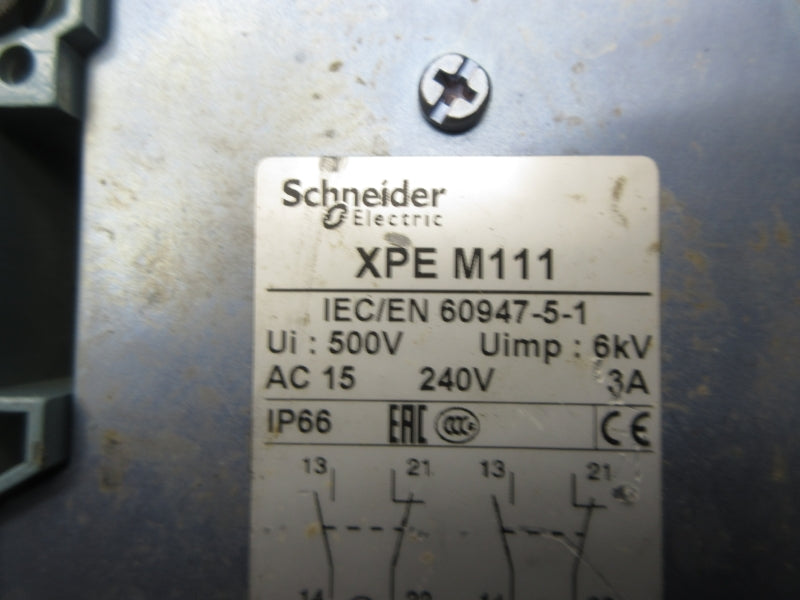 Schneider
Electric
XPE M111
IEC/EN 60947-5-1
Ui : 500V Uimp : 6kV
AC 15 240V 3A
IP66 EAC CCC CE
13 21 13 21